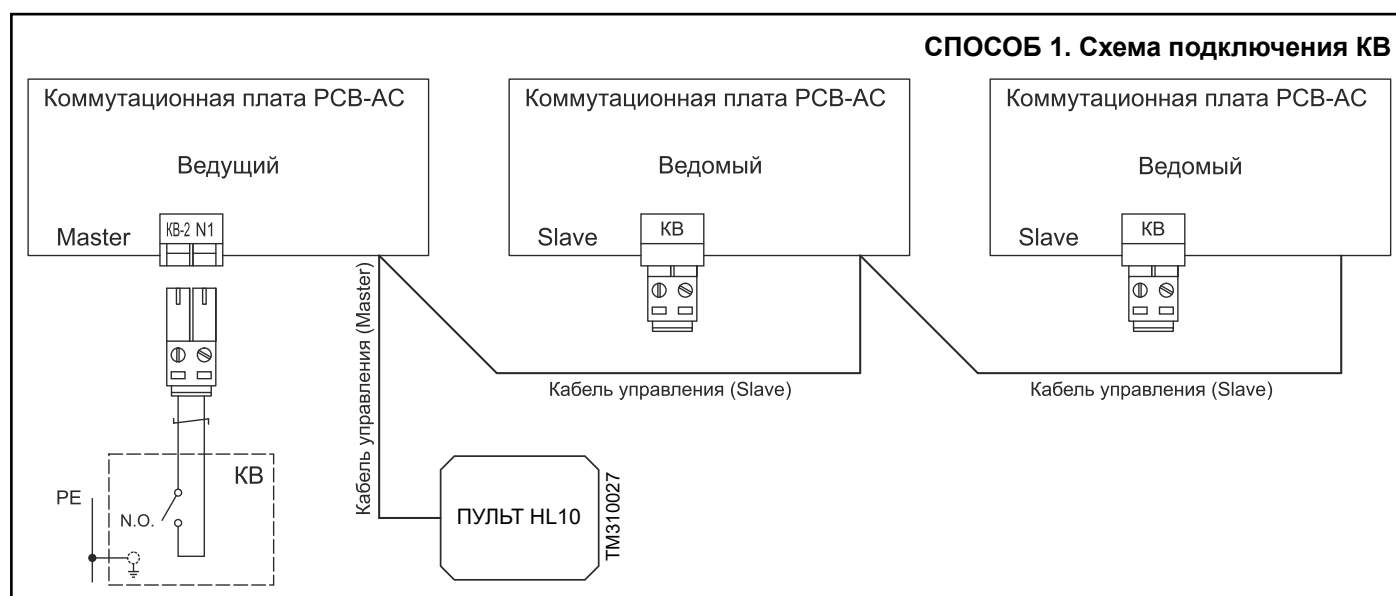 СПОСОБ 1. Схема подключения КВ
Коммутационная плата PCB-AC
Ведущий
Master
КВ-2 N1
Коммутационная плата PCB-AC
Ведомый
Slave
КВ
Коммутационная плата PCB-AC
Ведомый
Slave
КВ
Кабель управления (Master)
Кабель управления (Slave)
Кабель управления (Slave)
КВ
PE
N.O.
ПУЛЬТ HL10
TM310027